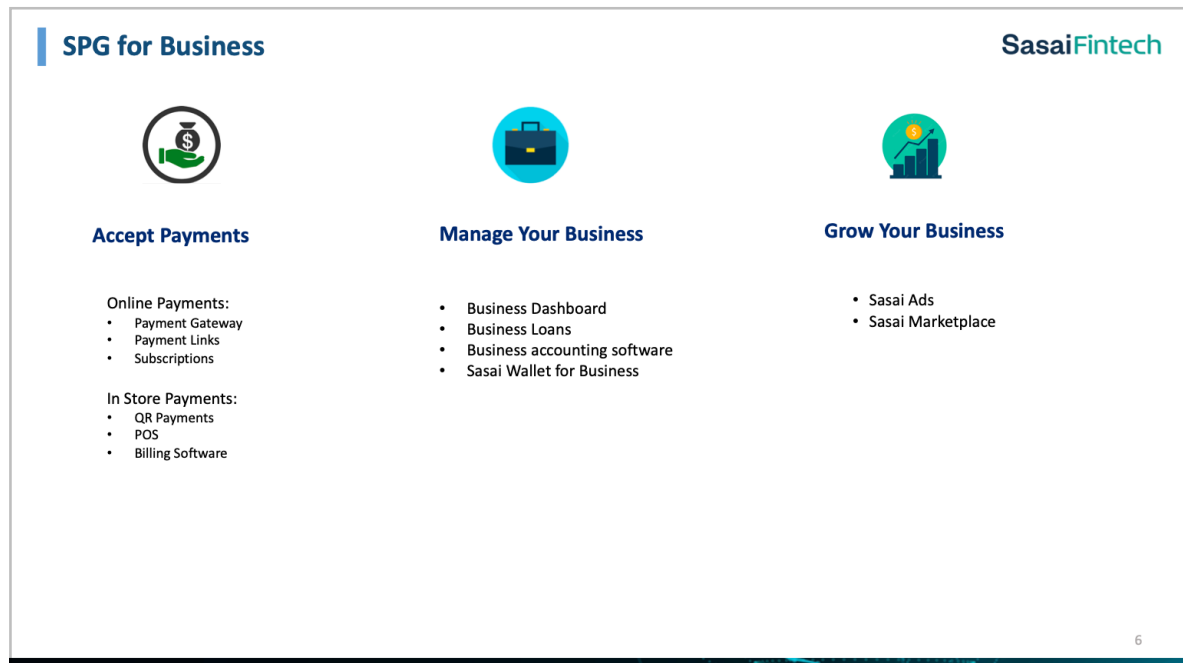 SPG for Business
SasaiFintech
Accept Payments
Online Payments:
• Payment Gateway
• Payment Links
• Subscriptions
In Store Payments:
• QR Payments
• POS
• Billing Software
Manage Your Business
• Business Dashboard
• Business Loans
• Business accounting software
• Sasai Wallet for Business
Grow Your Business
• Sasai Ads
• Sasai Marketplace
6